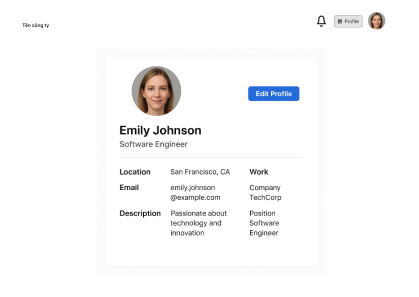 Tên công ty
Profile
Edit Profile
Emily Johnson
Software Engineer
Location
San Francisco, CA
Work
Email
emily.johnson
@example.com
Company
TechCorp
Description
Passionate about
technology and
innovation
Position
Software
Engineer